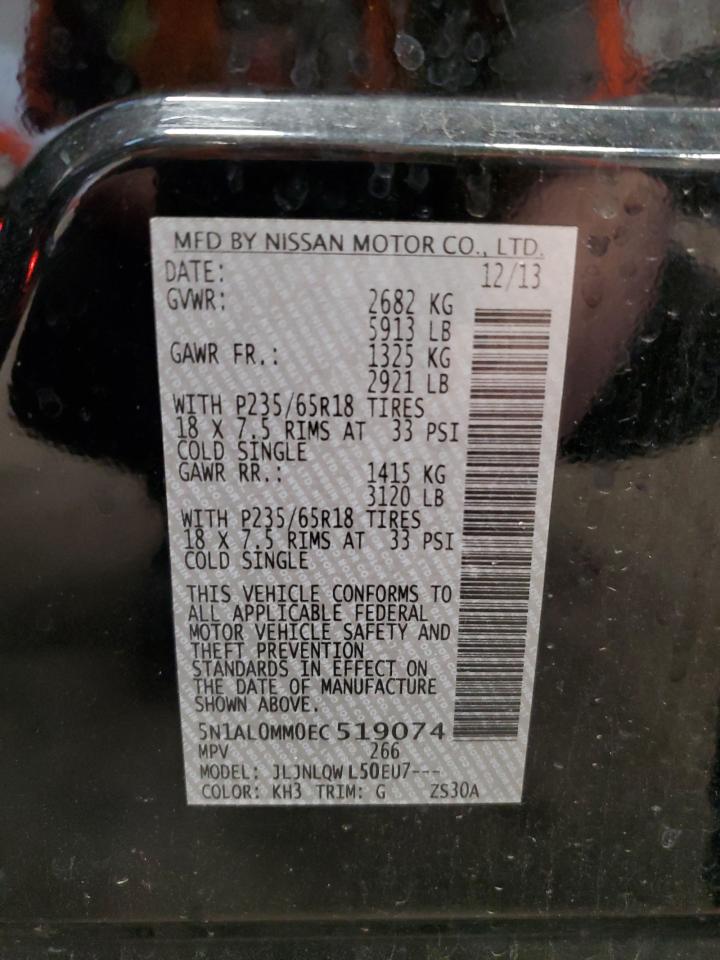 MFD BY NISSAN MOTOR CO., LTD.
DATE: 12/13
GVWR: 2682 KG
5913 LB
GAWR FR.: 1325 KG
2921 LB
WITH P235/65R18 TIRES
18 X 7.5 RIMS AT 33 PSI
COLD SINGLE
GAWR RR.: 1415 KG
3120 LB
WITH P235/65R18 TIRES
18 X 7.5 RIMS AT 33 PSI
COLD SINGLE
THIS VEHICLE CONFORMS TO
ALL APPLICABLE FEDERAL
MOTOR VEHICLE SAFETY AND
THEFT PREVENTION
STANDARDS IN EFFECT ON
THE DATE OF MANUFACTURE
SHOWN ABOVE.
5N1AL0MM0EC519074
MPV 266
MODEL: JLJNLQW L50EU7---
COLOR: KH3 TRIM: G ZS30A